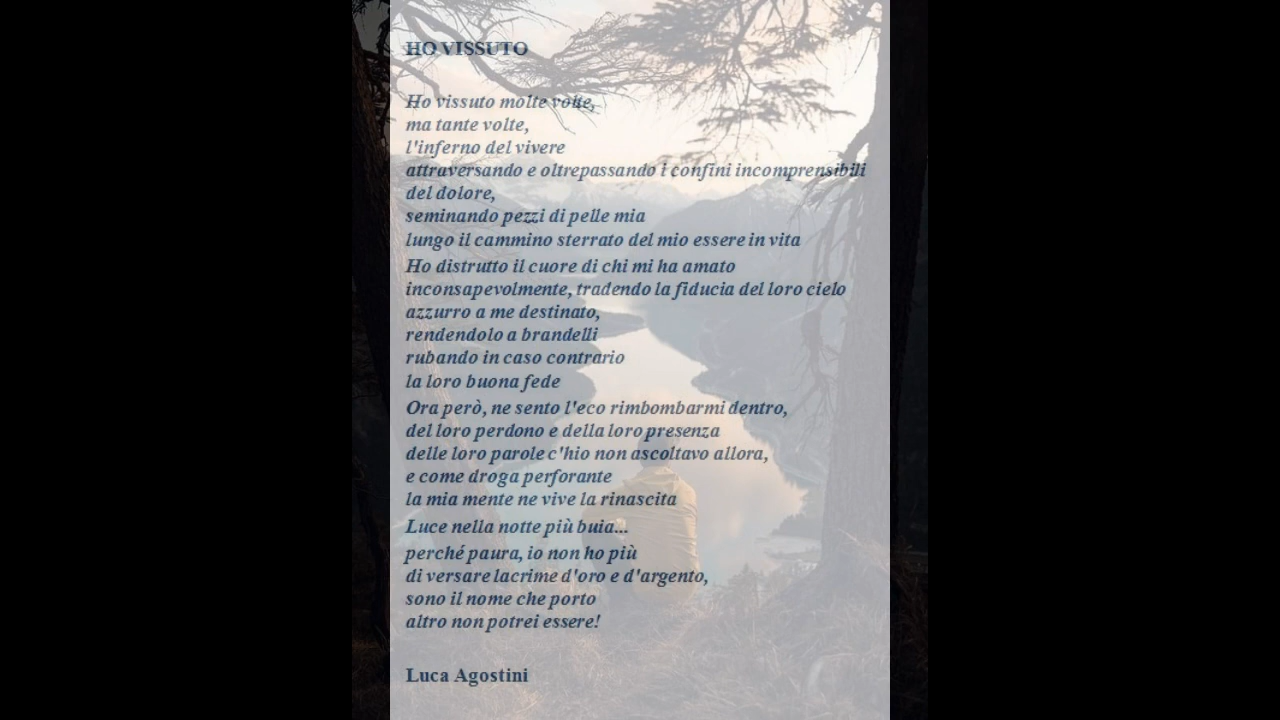 HO VISSUTO
Ho vissuto molte volte,
ma tante volte,
l'inferno del vivere
attraversando e oltrepassando i confini incomprensibili
del dolore,
seminando pezzi di pelle mia
lungo il cammino sterrato del mio essere in vita
Ho distrutto il cuore di chi mi ha amato
inconsapevolmente, tradendo la fiducia del loro cielo
azzurro a me destinato,
rendendolo a brandelli
rubando in caso contrario
la loro buona fede
Ora però, ne sento l'eco rimbombarmi dentro,
del loro perdono e della loro presenza
delle loro parole c'hio non ascoltavo allora,
e come droga perforante
la mia mente ne vive la rinascita
Luce nella notte più buia...
perché paura, io non ho più
di versare lacrime d'oro e d'argento,
sono il nome che porto
altro non potrei essere!
Luca Agostini